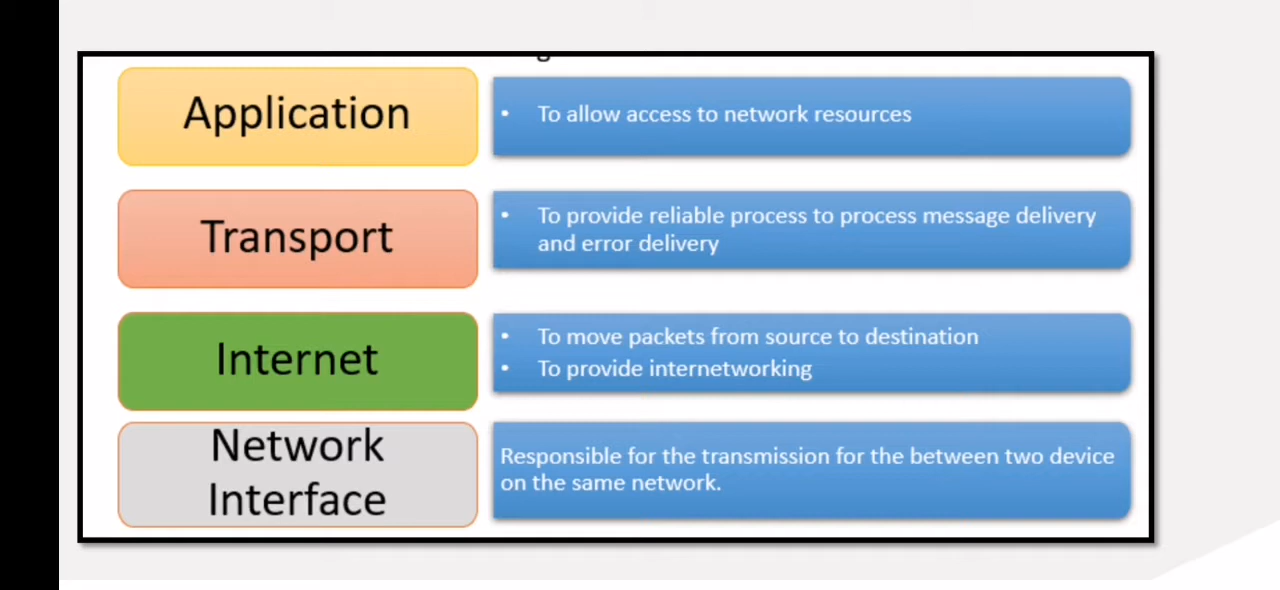 Application
• To allow access to network resources
Transport
• To provide reliable process to process message delivery
and error delivery
Internet
• To move packets from source to destination
• To provide internetworking
Network
Interface
Responsible for the transmission for the between two device
on the same network.